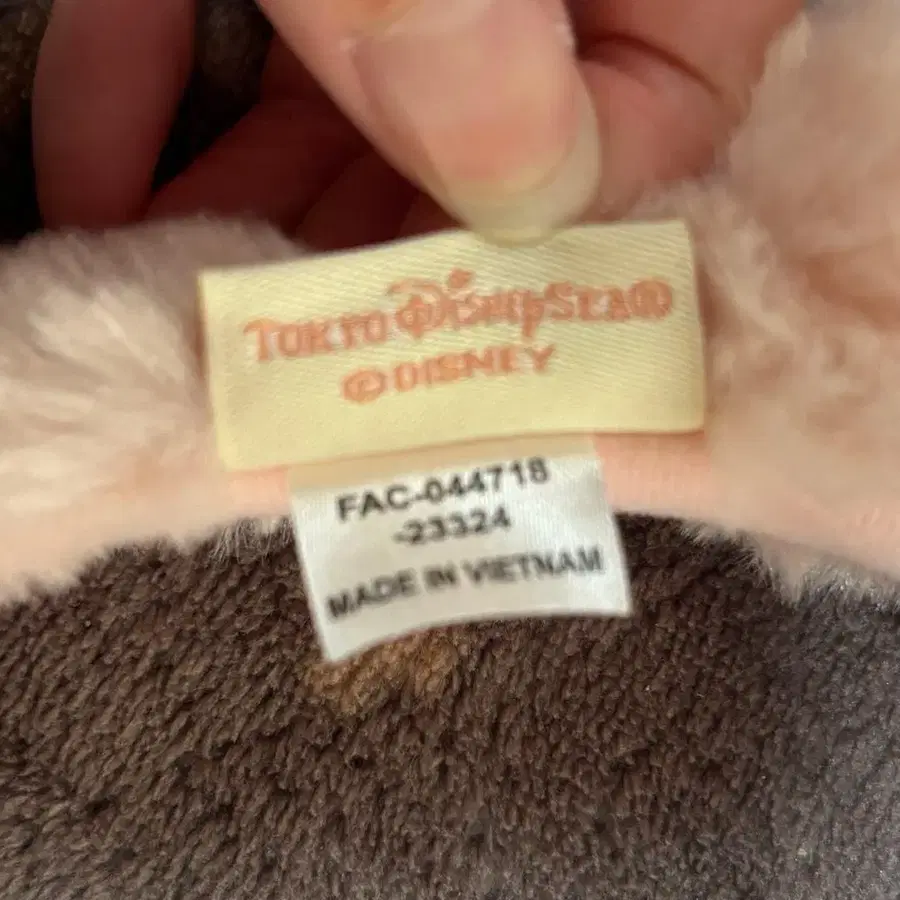 TOKYO DISNEYSEA®
©DISNEY
FAC-044718
-23324
MADE IN VIETNAM